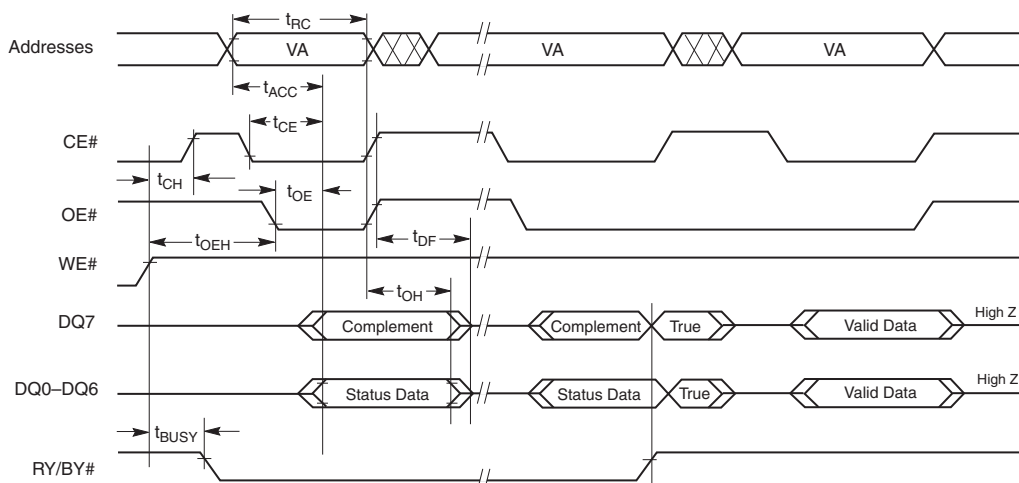 tRC
Addresses VA VA VA
tACC
tCE
CE#
tCH
tOE
OE#
tDF
tOEH
WE#
tOH
DQ7 Complement Complement True Valid Data High Z
DQ0–DQ6 Status Data Status Data True Valid Data High Z
tBUSY
RY/BY#